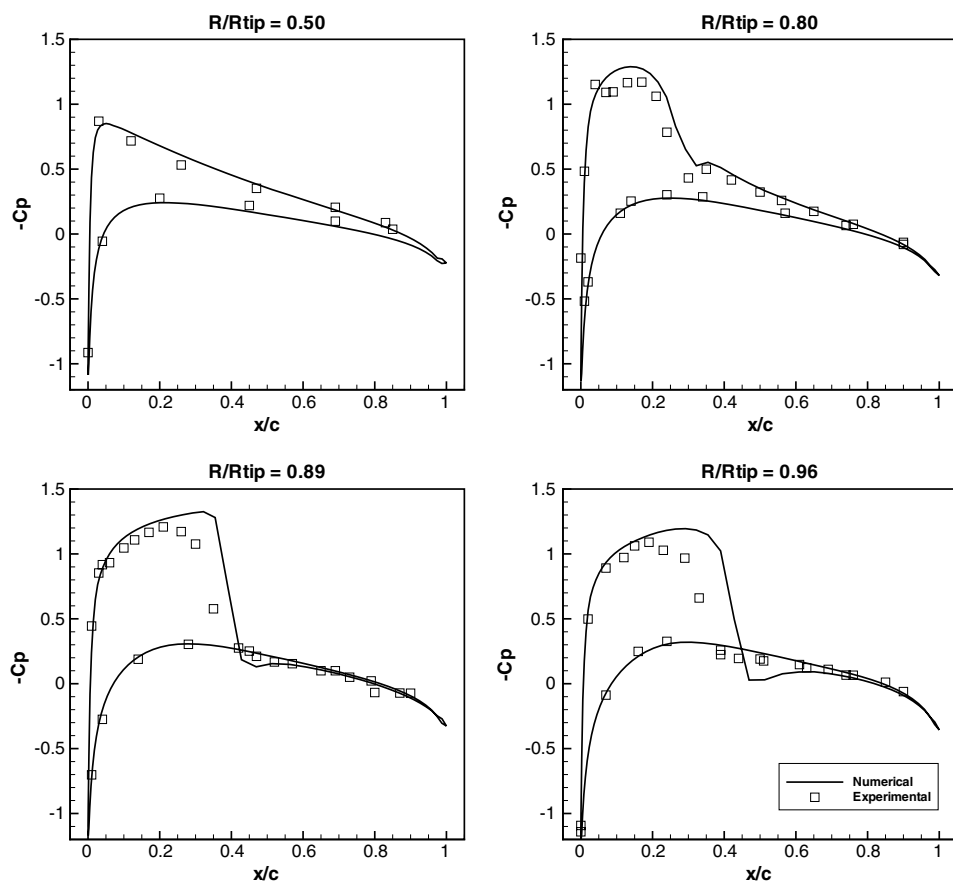 R/Rtip = 0.50
1.5
1
0.5
0
-0.5
-1
-Cp
0 0.2 0.4 0.6 0.8 1
x/c
R/Rtip = 0.80
1.5
1
0.5
0
-0.5
-1
-Cp
0 0.2 0.4 0.6 0.8 1
x/c
R/Rtip = 0.89
1.5
1
0.5
0
-0.5
-1
-Cp
0 0.2 0.4 0.6 0.8 1
x/c
R/Rtip = 0.96
1.5
1
0.5
0
-0.5
-1
-Cp
Numerical
Experimental
0 0.2 0.4 0.6 0.8 1
x/c